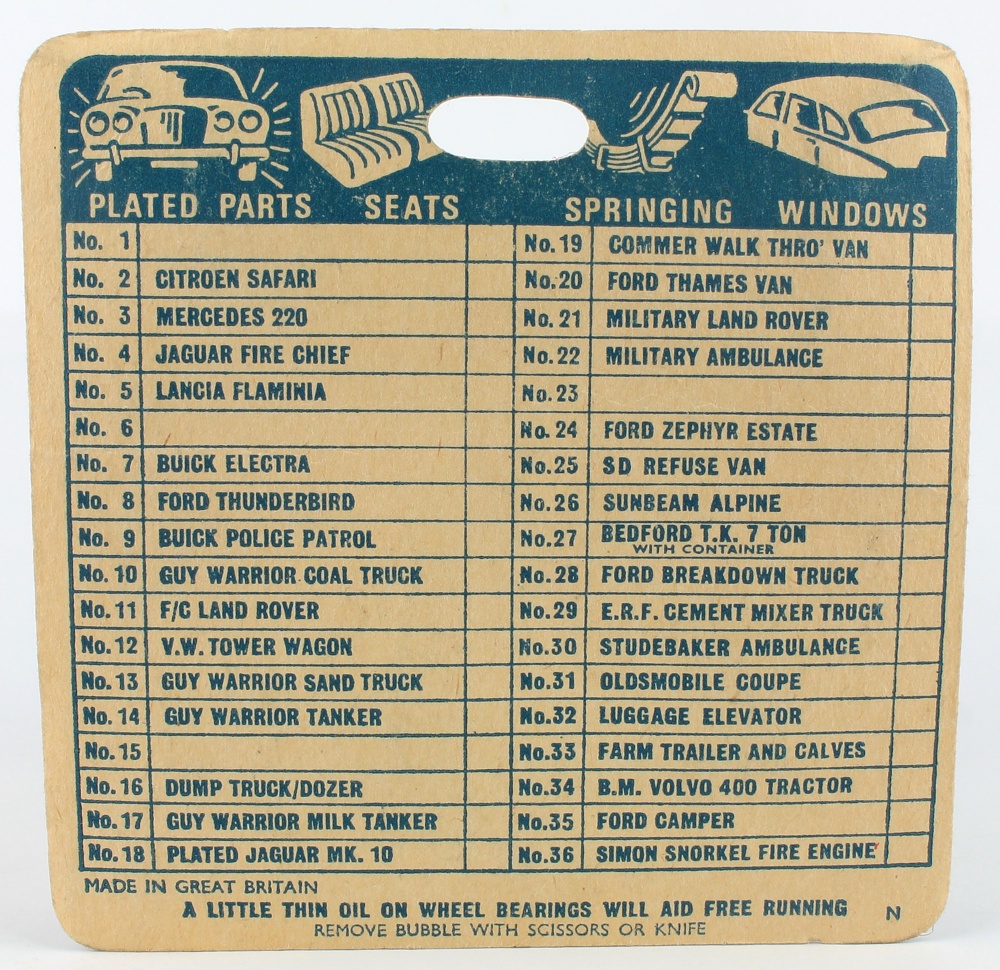 PLATED PARTS SEATS SPRINGING WINDOWS
No. 1
No. 2 CITROEN SAFARI
No. 3 MERCEDES 220
No. 4 JAGUAR FIRE CHIEF
No. 5 LANCIA FLAMINIA
No. 6
No. 7 BUICK ELECTRA
No. 8 FORD THUNDERBIRD
No. 9 BUICK POLICE PATROL
No. 10 GUY WARRIOR COAL TRUCK
No. 11 F/C LAND ROVER
No. 12 V.W. TOWER WAGON
No. 13 GUY WARRIOR SAND TRUCK
No. 14 GUY WARRIOR TANKER
No. 15
No. 16 DUMP TRUCK/DOZER
No. 17 GUY WARRIOR MILK TANKER
No. 18 PLATED JAGUAR MK. 10
No. 19 COMMER WALK THRO' VAN
No. 20 FORD THAMES VAN
No. 21 MILITARY LAND ROVER
No. 22 MILITARY AMBULANCE
No. 23
No. 24 FORD ZEPHYR ESTATE
No. 25 SD REFUSE VAN
No. 26 SUNBEAM ALPINE
No. 27 BEDFORD T.K. 7 TON
WITH CONTAINER
No. 28 FORD BREAKDOWN TRUCK
No. 29 E.R.F. CEMENT MIXER TRUCK
No. 30 STUDEBAKER AMBULANCE
No. 31 OLDSMOBILE COUPE
No. 32 LUGGAGE ELEVATOR
No. 33 FARM TRAILER AND CALVES
No. 34 B.M. VOLVO 400 TRACTOR
No. 35 FORD CAMPER
No. 36 SIMON SNORKEL FIRE ENGINE
MADE IN GREAT BRITAIN
A LITTLE THIN OIL ON WHEEL BEARINGS WILL AID FREE RUNNING N
REMOVE BUBBLE WITH SCISSORS OR KNIFE